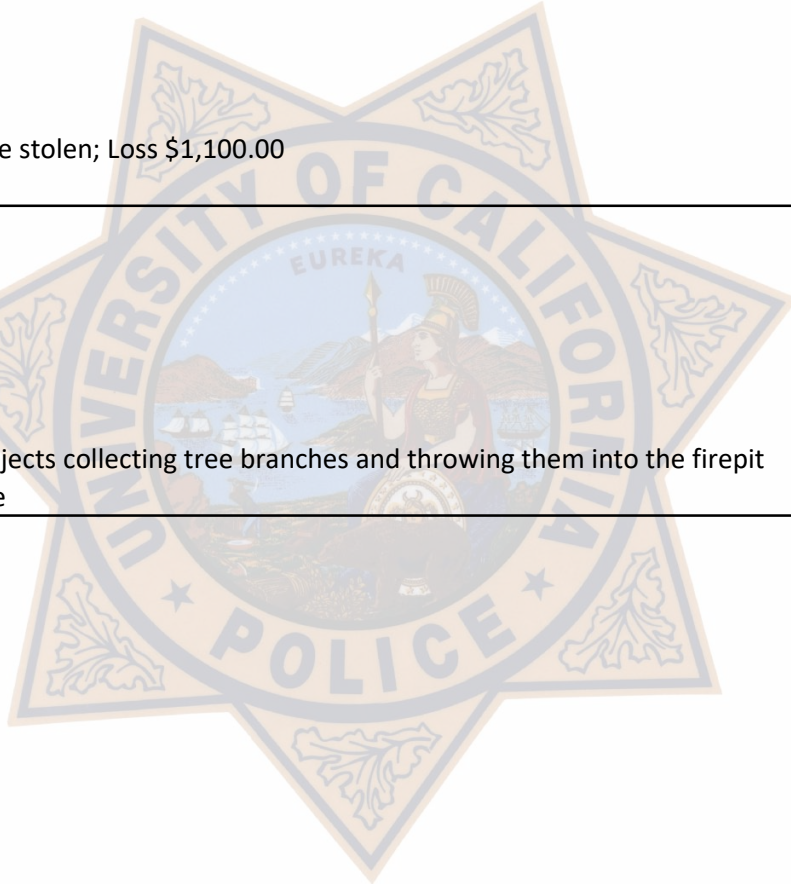 e stolen; Loss $1,100.00
UNIVERSITY OF CALIFORNIA
EUREKA
jects collecting tree branches and throwing them into the firepit
e
POLICE